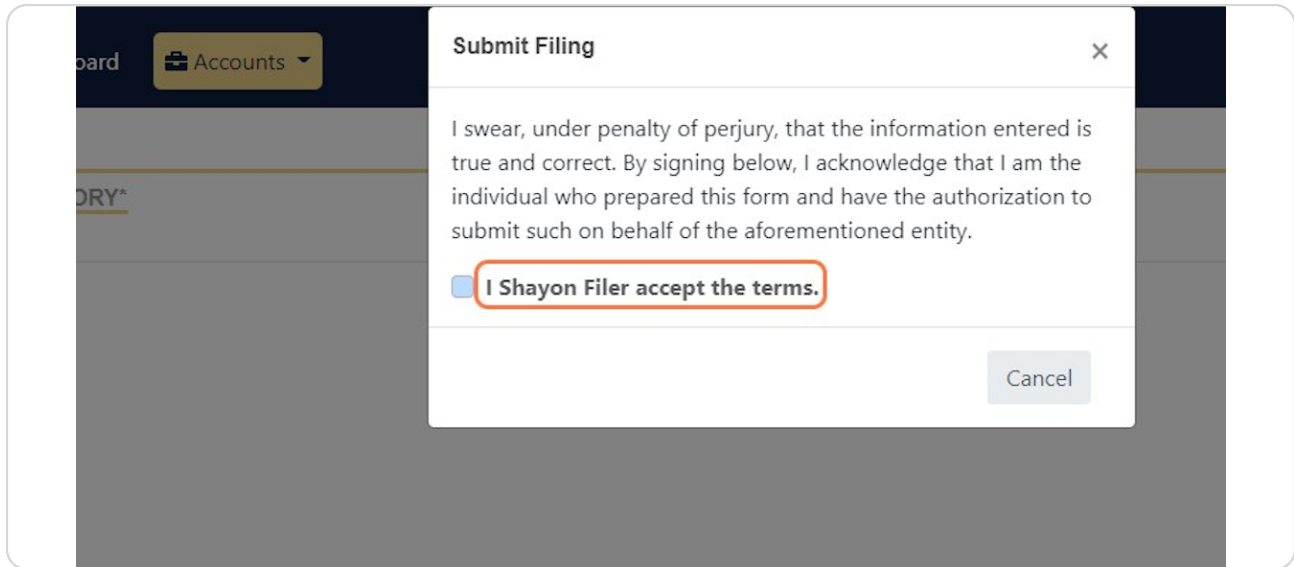 Submit Filing
×
oard
Accounts
I swear, under penalty of perjury, that the information entered is
true and correct. By signing below, I acknowledge that I am the
ORY*
individual who prepared this form and have the authorization to
submit such on behalf of the aforementioned entity.
I Shayon Filer accept the terms.
Cancel